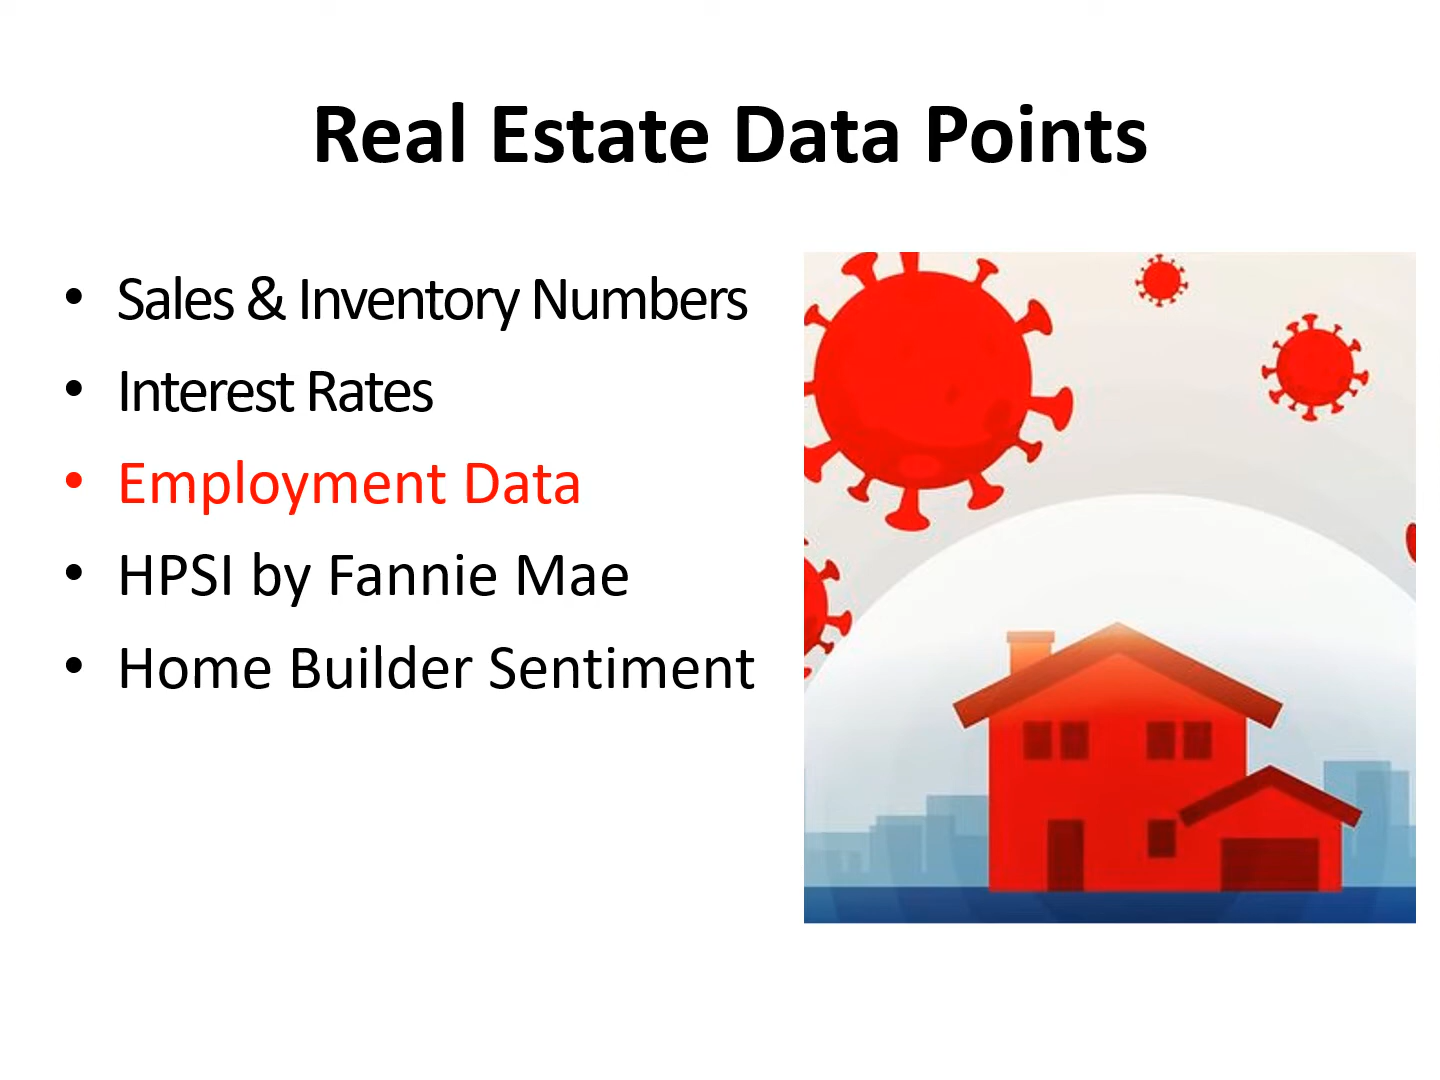 Real Estate Data Points
• Sales & Inventory Numbers
• Interest Rates
• Employment Data
• HPSI by Fannie Mae
• Home Builder Sentiment